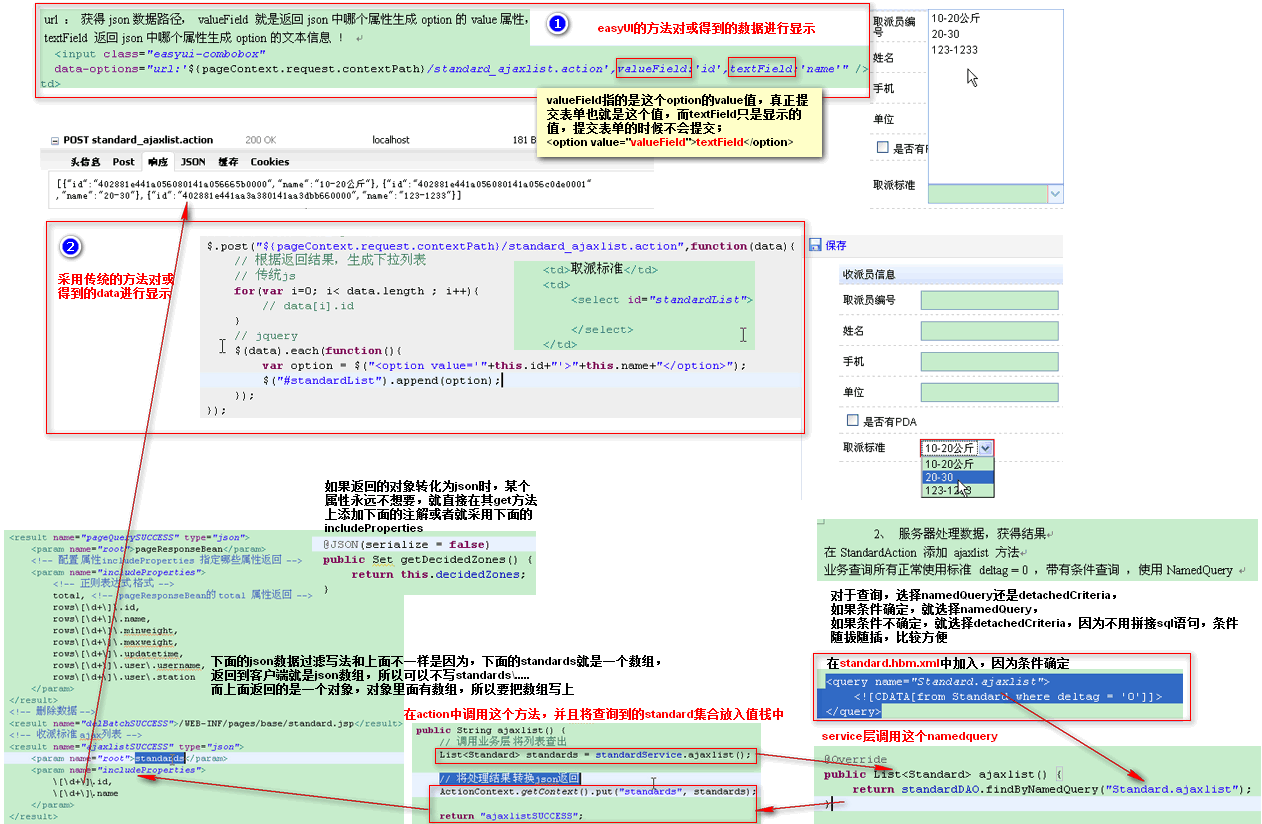 url ： 获得 json 数据路径， valueField 就是返回 json 中哪个属性生成 option 的 value 属性，
textField 返回 json 中哪个属性生成 option 的文本信息 ！
<input class="easyui-combobox"
data-options="url:'${pageContext.request.contextPath}/standard_ajaxlist.action',valueField:'id',textField:'name'" />
td>
1
easyUI的方法对或得到的数据进行显示
valueField指的是这个option的value值，真正提
交表单也就是这个值，而textField只是显示的
值，提交表单的时候不会提交；
<option value="valueField">textField</option>
取派员编
号
姓名
手机
单位
是否有
取派标准
10-20公斤
20-30
123-1233
POST standard_ajaxlist.action 200 OK localhost 181 B
头信息 Post 响应 JSON 缓存 Cookies
[{"id":"402881e441a056080141a056665b0000","name":"10-20公斤"},{"id":"402881e441a056080141a056c0de0001"
,"name":"20-30"},{"id":"402881e441aa3a380141aa3dbb660000","name":"123-1233"}]
2
采用传统的方法对或
得到的data进行显示
$.post("${pageContext.request.contextPath}/standard_ajaxlist.action",function(data){
// 根据返回结果，生成下拉列表
// 传统js
for(var i=0; i< data.length ; i++){
// data[i].id
}
// jquery
$(data).each(function(){
var option = $("<option value='"+this.id+"'>"+this.name+"</option>");
$("#standardList").append(option);
});
});
<td>取派标准</td>
<td>
<select id="standardList">
</select>
</td>
保存
收派员信息
取派员编号
姓名
手机
单位
是否有PDA
取派标准
10-20公斤
10-20公斤
20-30
123-1233
如果返回的对象转化为json时，某个
属性永远不想要，就直接在其get方法
上添加下面的注解或者就采用下面的
includeProperties
@JSON(serialize = false)
public Set getDecidedZones() {
return this.decidedZones;
}
<result name="pageQuerySUCCESS" type="json">
<param name="root">pageResponseBean</param>
<!-- 配置属性includeProperties 指定哪些属性返回 -->
<param name="includeProperties">
<!-- 正则表达式格式 -->
total, <!-- pageResponseBean的 total 属性返回 -->
rows\[\d+\]\.id,
rows\[\d+\]\.name,
rows\[\d+\]\.minweight,
rows\[\d+\]\.maxweight,
rows\[\d+\]\.updatetime,
rows\[\d+\]\.user\.username,
rows\[\d+\]\.user\.station
</param>
</result>
<!-- 删除数据 -->
<result name="delBatchSUCCESS">/WEB-INF/pages/base/standard.jsp</result>
<!-- 收派标准 ajax列表 -->
<result name="ajaxlistSUCCESS" type="json">
<param name="root">standards</param>
<param name="includeProperties">
\[\d+\]\.id,
\[\d+\]\.name
</param>
</result>
下面的json数据过滤写法和上面不一样是因为，下面的standards就是一个数组，
返回到客户端就是json数组，所以可以不写standards\.....
而上面返回的是一个对象，对象里面有数组，所以要把数组写上
在action中调用这个方法，并且将查询到的standard集合放入值栈中
public String ajaxlist() {
// 调用业务层 将列表查出
List<Standard> standards = standardService.ajaxlist();
// 将处理结果 转换json返回
ActionContext.getContext().put("standards", standards);
return "ajaxlistSUCCESS";
2、 服务器处理数据，获得结果
在 StandardAction 添加 ajaxlist 方法
业务查询所有正常使用标准 deltag = 0 ，带有条件查询 ，使用 NamedQuery
对于查询，选择namedQuery还是detachedCriteria，
如果条件确定，就选择namedQuery，
如果条件不确定，就选择detachedCriteria，因为不用拼接sql语句，条件
随拔随插，比较方便
在standard.hbm.xml中加入，因为条件确定
<query name="Standard.ajaxlist">
<![CDATA[from Standard where deltag = '0']]>
</query>
service层调用这个namedquery
@Override
public List<Standard> ajaxlist() {
return standardDAO.findByNamedQuery("Standard.ajaxlist");
}